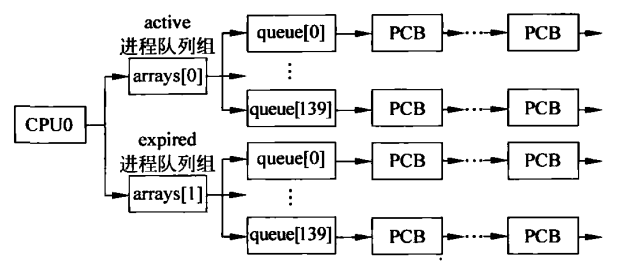 active
进程队列组
arrays[0]
queue[0] PCB ⋯ PCB
⋮
queue[139] PCB ⋯ PCB
CPU0
expired
进程队列组
arrays[1]
queue[0] PCB ⋯ PCB
⋮
queue[139] PCB ⋯ PCB